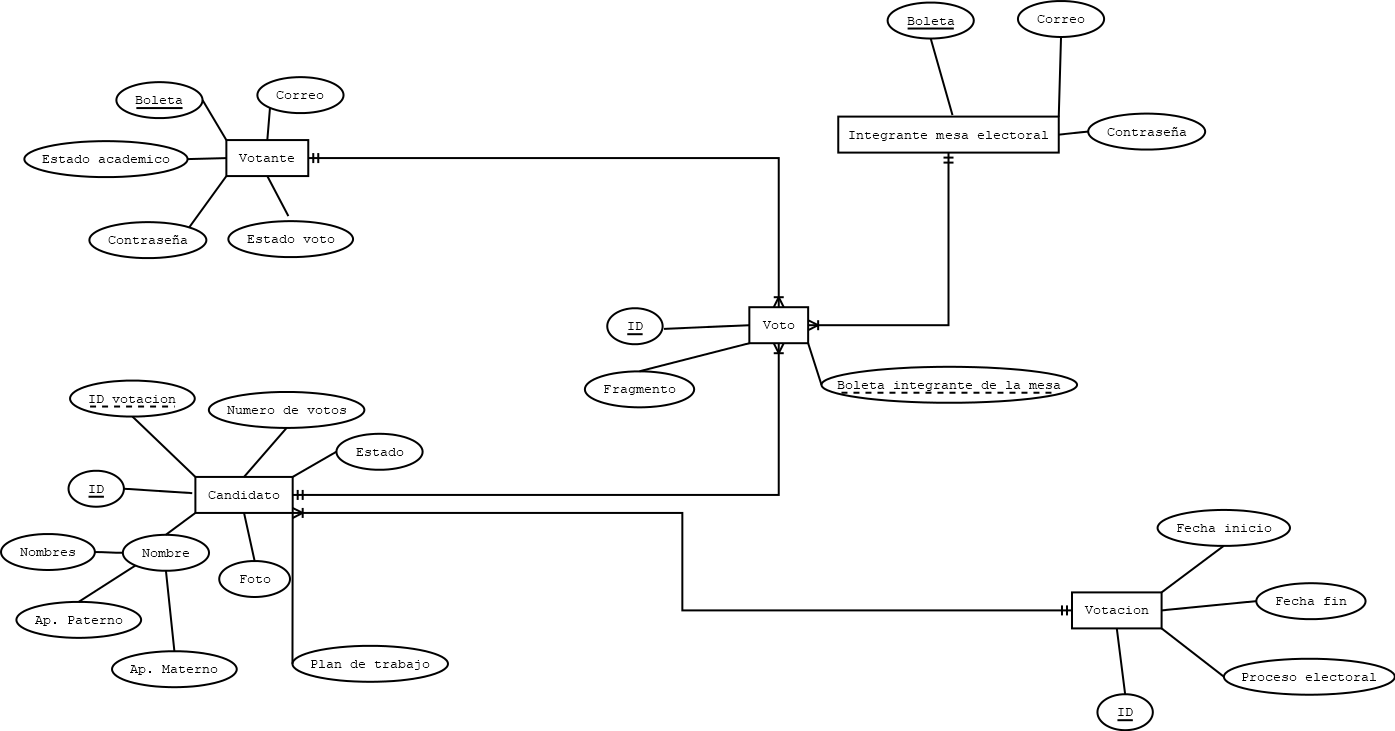 Boleta
Correo
Boleta
Correo
Integrante mesa electoral
Contraseña
Estado academico
Votante
Contraseña
Estado voto
ID
Voto
Fragmento
Boleta integrante de la mesa
ID votacion
Numero de votos
Estado
ID
Candidato
Nombres
Nombre
Foto
Ap. Paterno
Ap. Materno
Plan de trabajo
Fecha inicio
Fecha fin
Votacion
Proceso electoral
ID